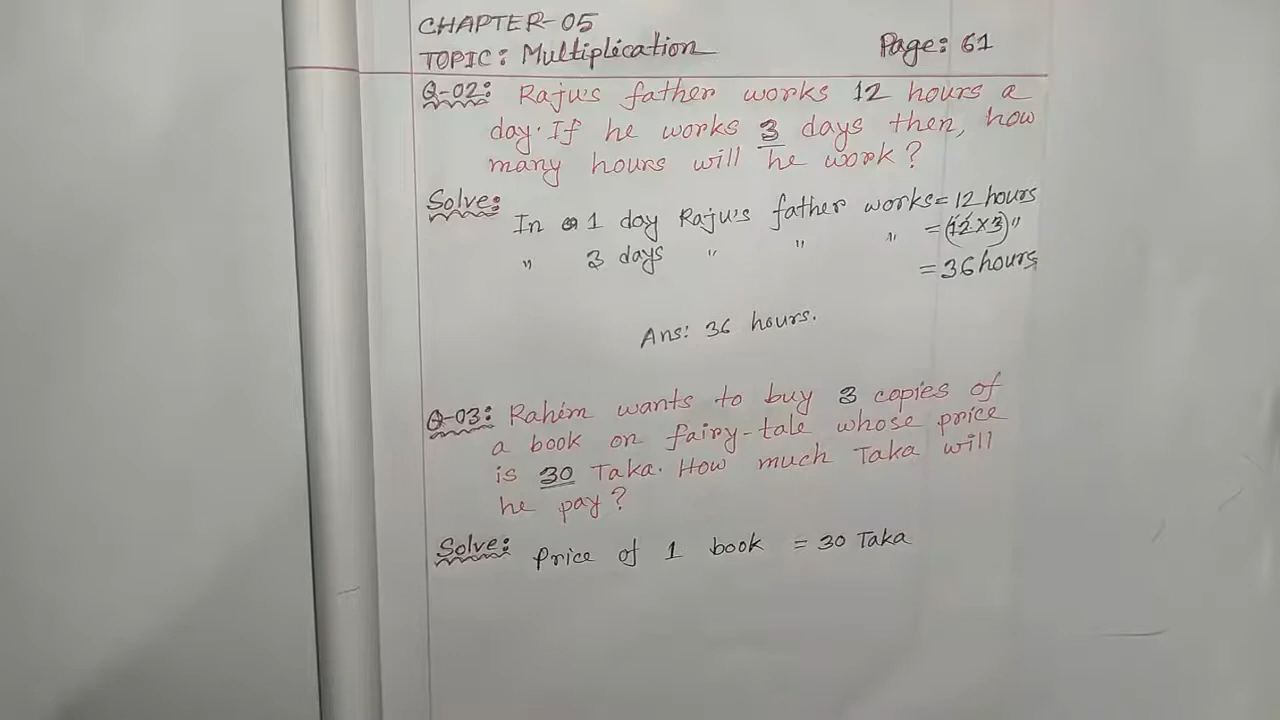 CHAPTER-05
TOPIC: Multiplication Page: 61
Q-02: Raju's father works 12 hours a
day. If he works 3 days then, how
many hours will he work?
Solve: In 1 day Raju's father works = 12 hours
" 3 days " " " = (12×3) "
= 36 hours
Ans: 36 hours.
Q-03: Rahim wants to buy 3 copies of
a book on fairy-tale whose price
is 30 Taka. How much Taka will
he pay?
Solve: Price of 1 book = 30 Taka